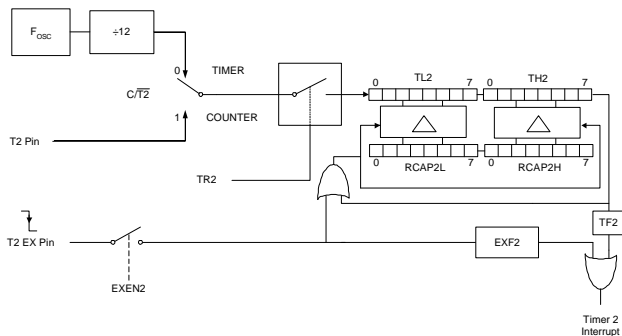 FOSC
÷12
0
TIMER
C/T2
1
COUNTER
T2 Pin
TR2
0
TL2
7
0
TH2
7
0
RCAP2L
7
0
RCAP2H
7
TF2
T2 EX Pin
EXEN2
EXF2
Timer 2
Interrupt